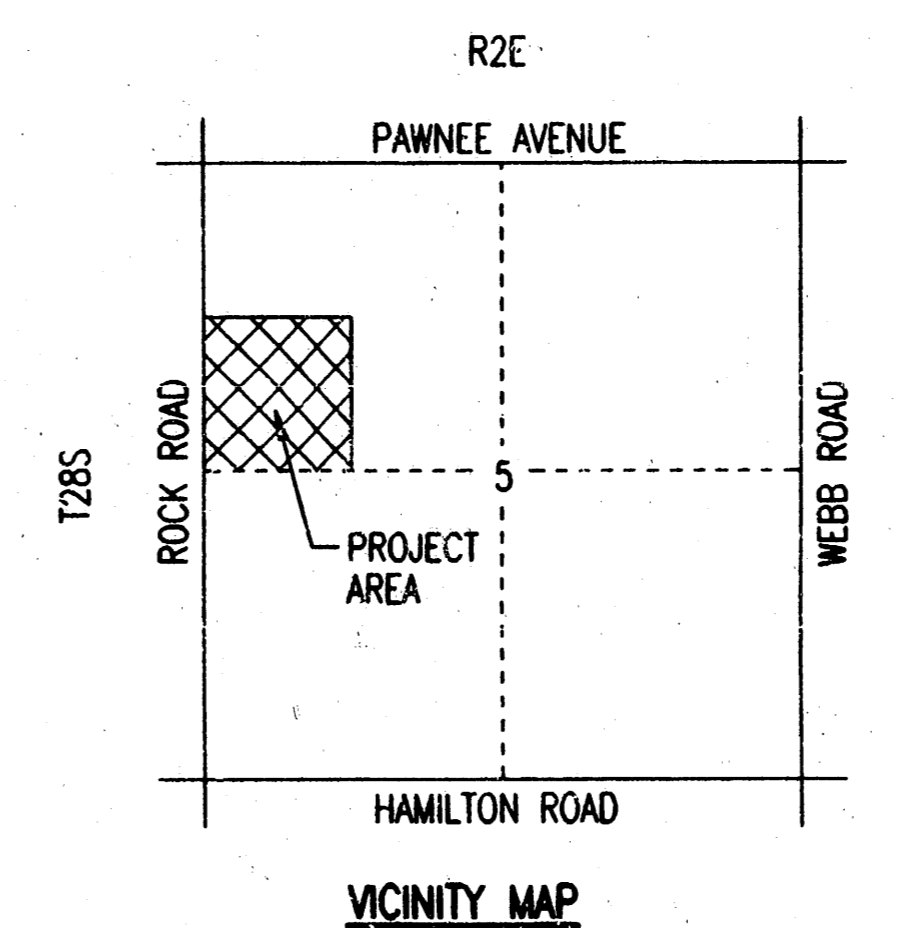 R2E
PAWNEE AVENUE
T28S
ROCK ROAD
5
WEBB ROAD
PROJECT
AREA
HAMILTON ROAD
VICINITY MAP